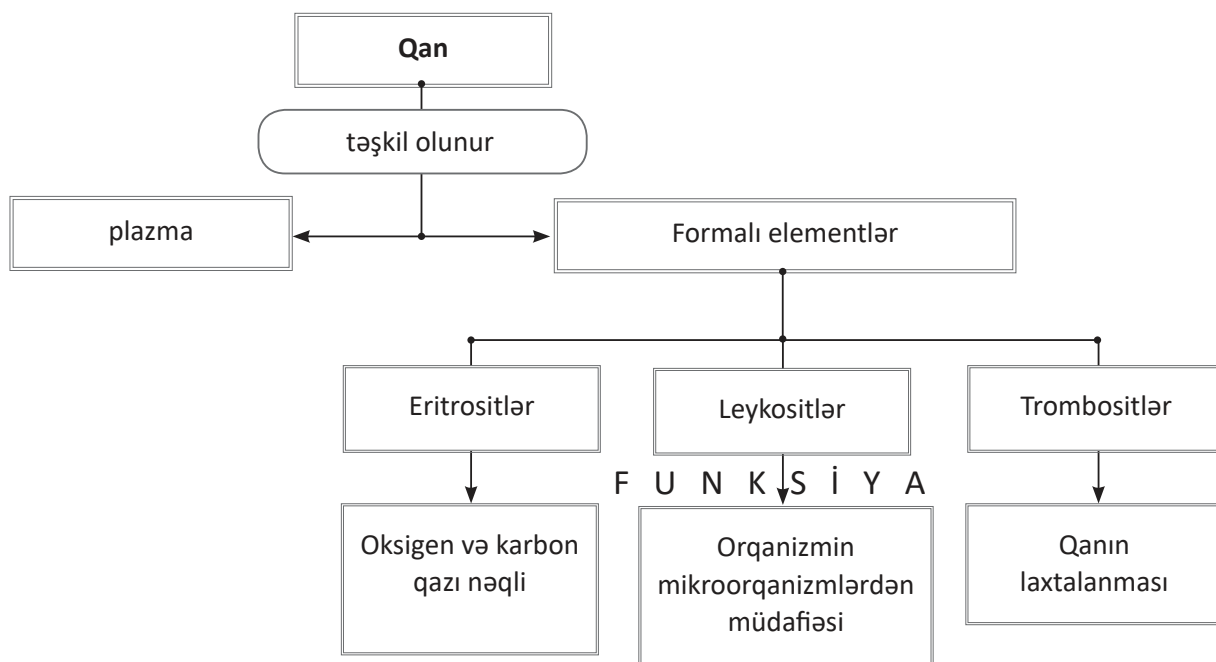 Qan
təşkil olunur
plazma
Formalı elementlər
Eritrositlər
Leykositlər
Trombositlər
F U N K S İ Y A
Oksigen və karbon
qazı nəqli
Orqanizmin
mikroorqanizmlərdən
müdafiəsi
Qanın
laxtalanması